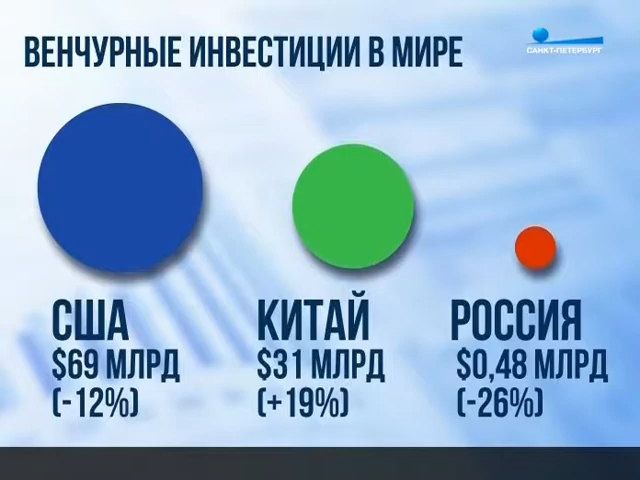 ВЕНЧУРНЫЕ ИНВЕСТИЦИИ В МИРЕ
САНКТ-ПЕТЕРБУРГ
США
$69 МЛРД
(-12%)
КИТАЙ
$31 МЛРД
(+19%)
РОССИЯ
$0,48 МЛРД
(-26%)